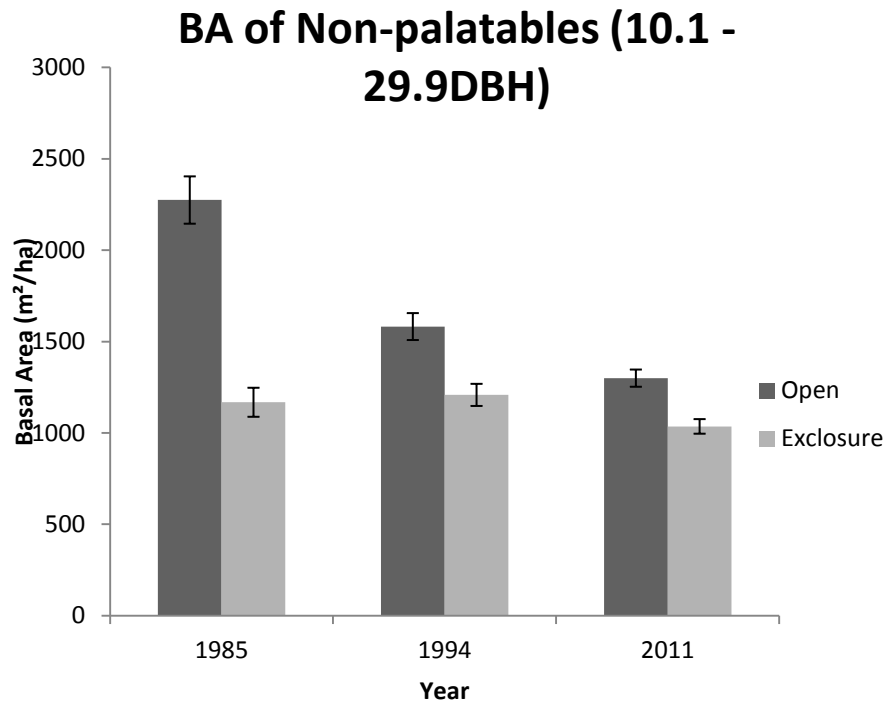 BA of Non-palatables (10.1 -
29.9DBH)
3000
2500
2000
1500
1000
500
0
Basal Area (m²/ha)
1985
1994
2011
Year
Open
Exclosure